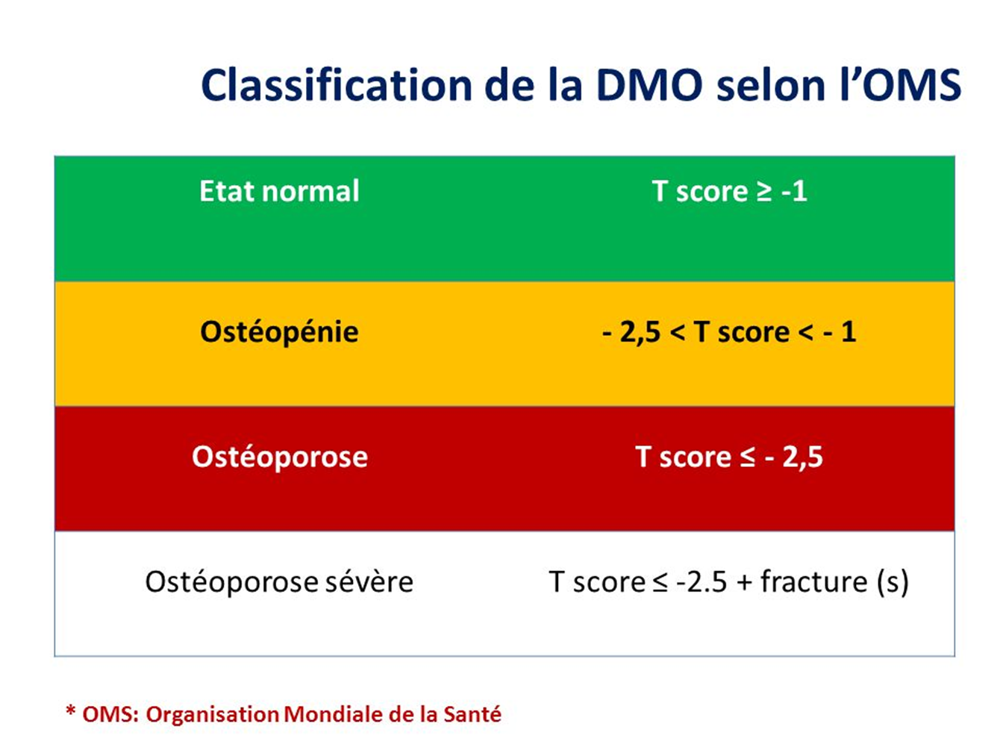 Classification de la DMO selon l’OMS
Etat normal T score ≥ -1
Ostéopénie - 2,5 < T score < - 1
Ostéoporose T score ≤ - 2,5
Ostéoporose sévère T score ≤ -2.5 + fracture (s)
* OMS: Organisation Mondiale de la Santé